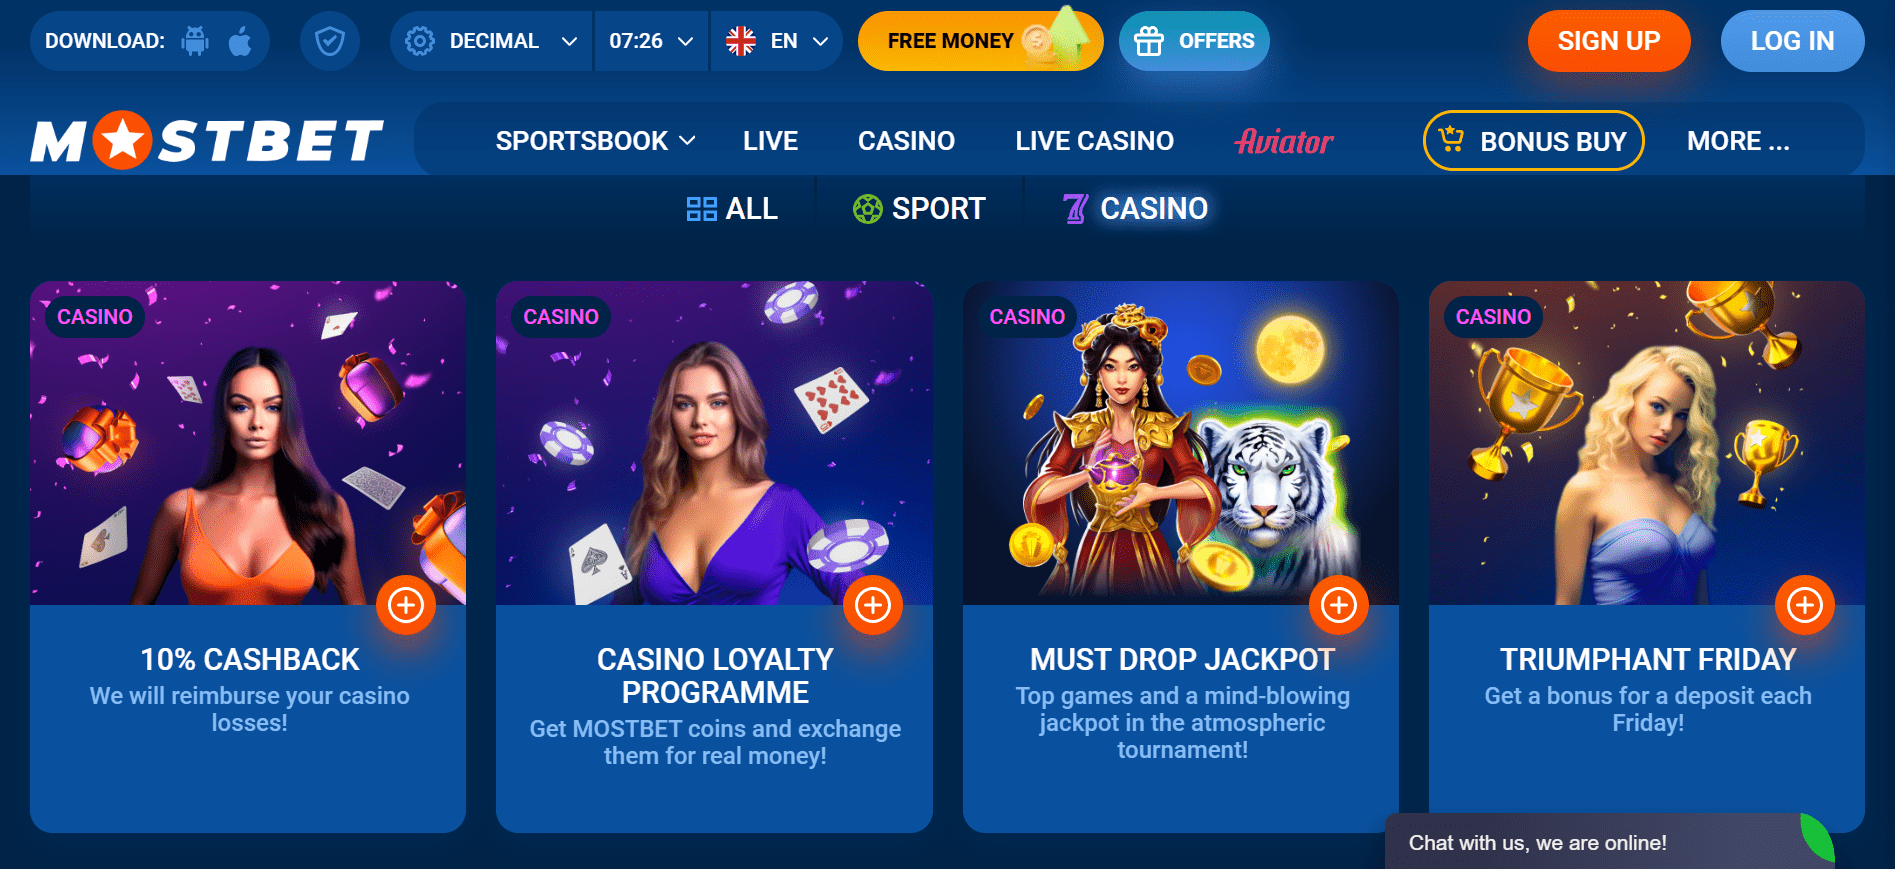 DOWNLOAD:
DECIMAL
07:26
EN
FREE MONEY
OFFERS
SIGN UP
LOG IN
MOSTBET
SPORTSBOOK
LIVE
CASINO
LIVE CASINO
Aviator
BONUS BUY
MORE ...
ALL
SPORT
CASINO
CASINO
CASINO
CASINO
CASINO
10% CASHBACK
We will reimburse your casino
losses!
CASINO LOYALTY
PROGRAMME
Get MOSTBET coins and exchange
them for real money!
MUST DROP JACKPOT
Top games and a mind-blowing
jackpot in the atmospheric
tournament!
TRIUMPHANT FRIDAY
Get a bonus for a deposit each
Friday!
Chat with us, we are online!